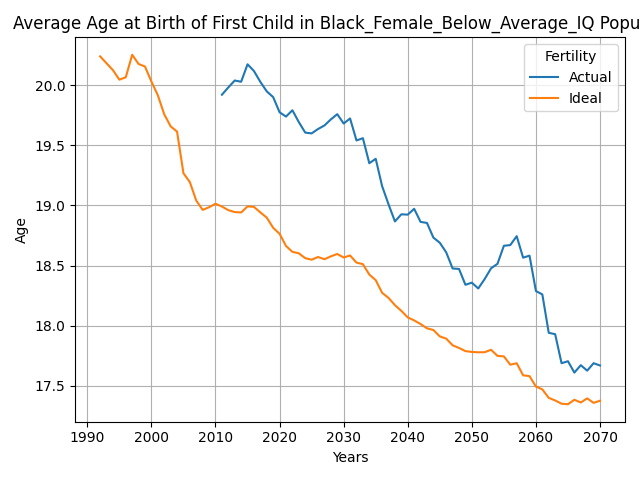 Average Age at Birth of First Child in Black_Female_Below_Average_IQ Popu
Fertility
Actual
Ideal
20.0
19.5
19.0
18.5
18.0
17.5
Age
1990 2000 2010 2020 2030 2040 2050 2060 2070
Years